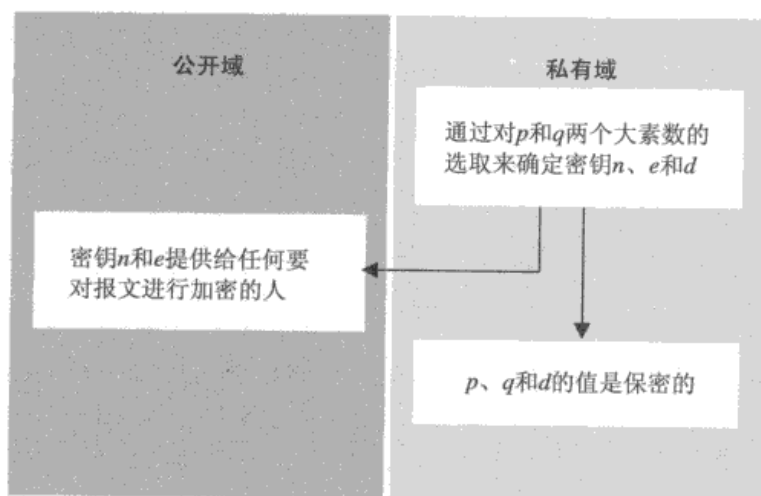 公开域
私有域
通过对p和q两个大素数的
选取来确定密钥n、e和d
密钥n和e提供给任何要
对报文进行加密的人
p、q和d的值是保密的